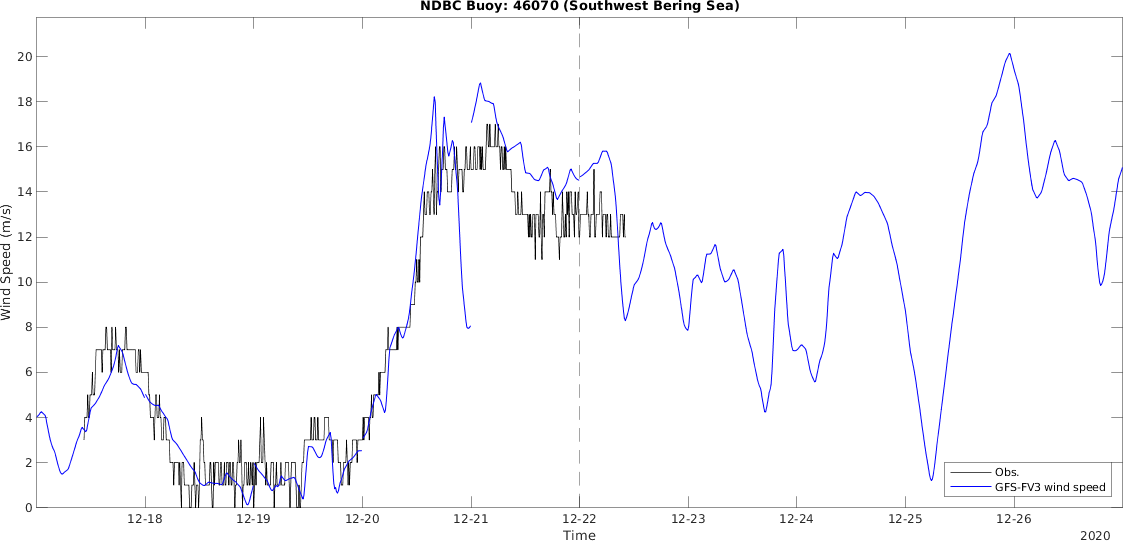 NDBC Buoy: 46070 (Southwest Bering Sea)
Wind Speed (m/s)
20
18
16
14
12
10
8
6
4
2
0
Obs.
GFS-FV3 wind speed
12-18 12-19 12-20 12-21 12-22 12-23 12-24 12-25 12-26
Time
2020